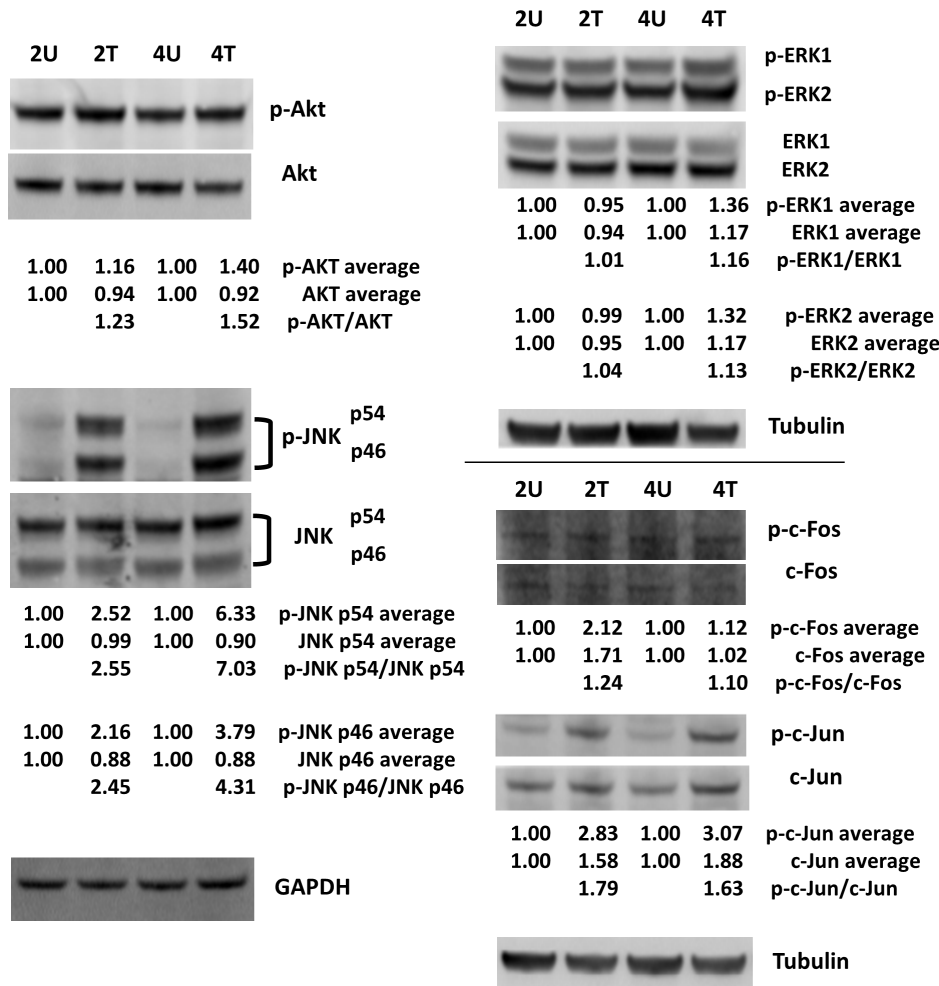 2U 2T 4U 4T
p-Akt
Akt
1.00 1.16 1.00 1.40 p-AKT average
1.00 0.94 1.00 0.92 AKT average
1.23 1.52 p-AKT/AKT
p-JNK p54
p46
JNK p54
p46
1.00 2.52 1.00 6.33 p-JNK p54 average
1.00 0.99 1.00 0.90 JNK p54 average
2.55 7.03 p-JNK p54/JNK p54
1.00 2.16 1.00 3.79 p-JNK p46 average
1.00 0.88 1.00 0.88 JNK p46 average
2.45 4.31 p-JNK p46/JNK p46
GAPDH
2U 2T 4U 4T
p-ERK1
p-ERK2
ERK1
ERK2
1.00 0.95 1.00 1.36 p-ERK1 average
1.00 0.94 1.00 1.17 ERK1 average
1.01 1.16 p-ERK1/ERK1
1.00 0.99 1.00 1.32 p-ERK2 average
1.00 0.95 1.00 1.17 ERK2 average
1.04 1.13 p-ERK2/ERK2
Tubulin
2U 2T 4U 4T
p-c-Fos
c-Fos
1.00 2.12 1.00 1.12 p-c-Fos average
1.00 1.71 1.00 1.02 c-Fos average
1.24 1.10 p-c-Fos/c-Fos
p-c-Jun
c-Jun
1.00 2.83 1.00 3.07 p-c-Jun average
1.00 1.58 1.00 1.88 c-Jun average
1.79 1.63 p-c-Jun/c-Jun
Tubulin